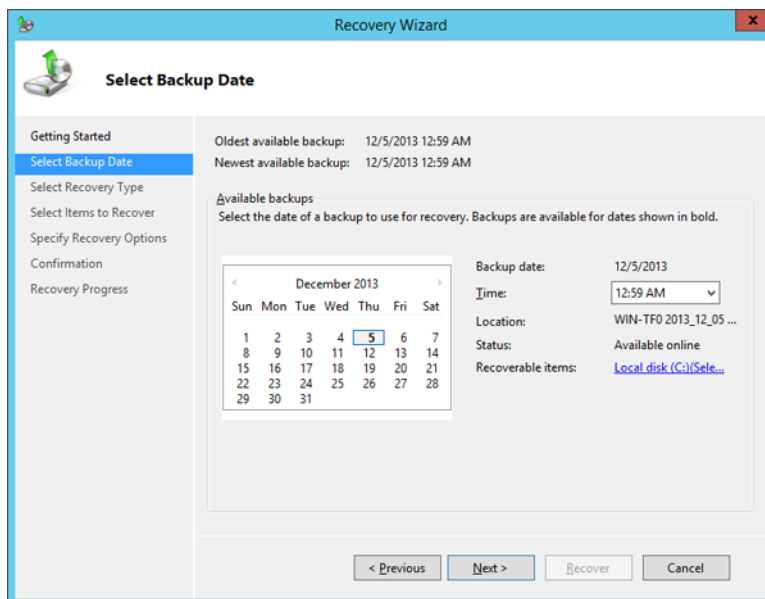 Recovery Wizard
x
Select Backup Date
Getting Started
Select Backup Date
Select Recovery Type
Select Items to Recover
Specify Recovery Options
Confirmation
Recovery Progress
Oldest available backup: 12/5/2013 12:59 AM
Newest available backup: 12/5/2013 12:59 AM
Available backups
Select the date of a backup to use for recovery. Backups are available for dates shown in bold.
December 2013
Sun Mon Tue Wed Thu Fri Sat
1 2 3 4 5 6 7
8 9 10 11 12 13 14
15 16 17 18 19 20 21
22 23 24 25 26 27 28
29 30 31
Backup date: 12/5/2013
Time: 12:59 AM
Location: WIN-TF0 2013_12_05 ...
Status: Available online
Recoverable items: Local disk (C:)(Sele...
< Previous Next > Recover Cancel